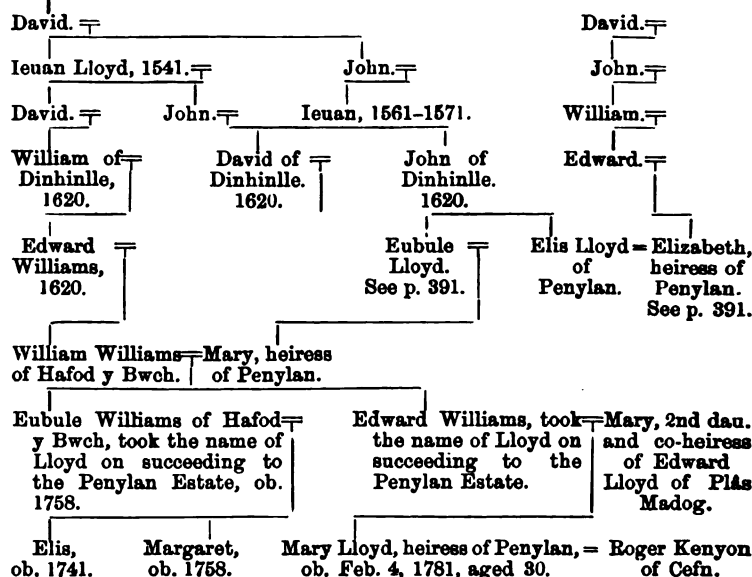 David. David.
Ieuan Lloyd, 1541. John. John.
David. John. Ieuan, 1561–1571. William.
William of David of John of Edward.
Dinhinlle, Dinhinlle. Dinhinlle.
1620. 1620. 1620.
Edward Eubule Elis Lloyd = Elizabeth,
Williams, Lloyd. of heiress of
1620. See p. 391. Penylan. Penylan.
See p. 391.
William Williams Mary, heiress
of Hafod y Bwch. of Penylan.
Eubule Williams of Hafod Edward Williams, took Mary, 2nd dau.
y Bwch, took the name of the name of Lloyd on and co-heiress
Lloyd on succeeding to succeeding to the of Edward
the Penylan Estate, ob. Penylan Estate. Lloyd of Plâs
1758. Madog.
Elis, Margaret, Mary Lloyd, heiress of Penylan, = Roger Kenyon
ob. 1741. ob. 1758. ob. Feb. 4, 1781, aged 30. of Cefn.